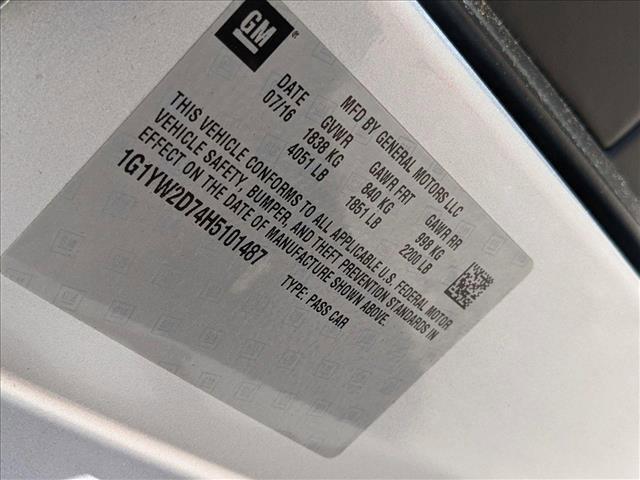 GM
MFD BY GENERAL MOTORS LLC
DATE GVWR GAWR FRT GAWR RR
07/16 1838 KG 840 KG 998 KG
4051 LB 1851 LB 2200 LB
THIS VEHICLE CONFORMS TO ALL APPLICABLE U.S. FEDERAL MOTOR
VEHICLE SAFETY, BUMPER, AND THEFT PREVENTION STANDARDS IN
EFFECT ON THE DATE OF MANUFACTURE SHOWN ABOVE.
1G1YW2D74H5101487 TYPE: PASS CAR